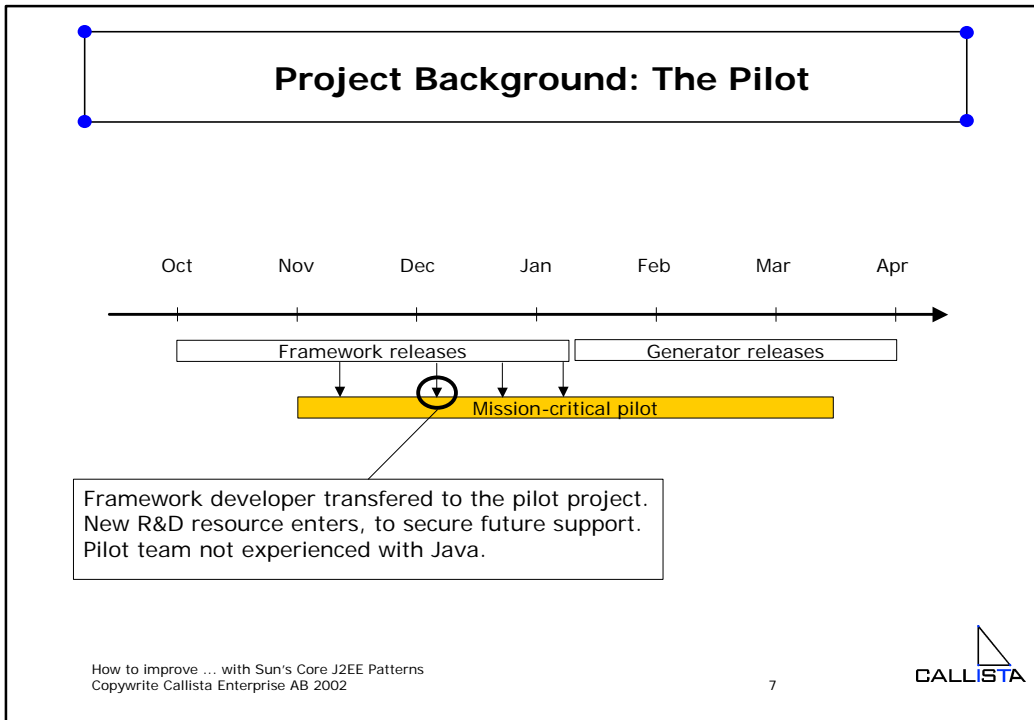 Project Background: The Pilot
Oct Nov Dec Jan Feb Mar Apr
Framework releases Generator releases
Mission-critical pilot
Framework developer transfered to the pilot project.
New R&D resource enters, to secure future support.
Pilot team not experienced with Java.
How to improve ... with Sun's Core J2EE Patterns
Copywrite Callista Enterprise AB 2002
7
CALLISTA